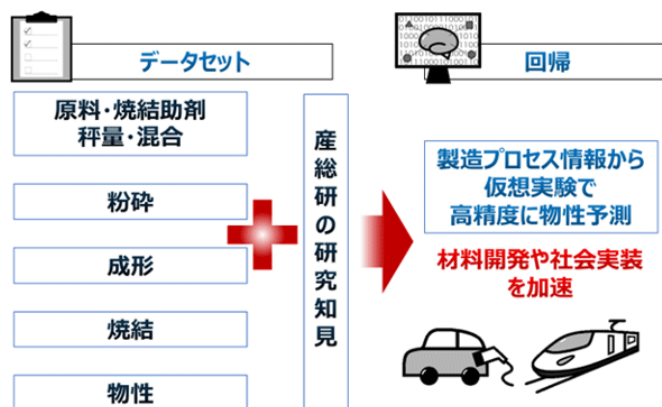 データセット
原料・焼結助剤
秤量・混合
粉砕
成形
焼結
物性
産総研の研究知見
回帰
製造プロセス情報から
仮想実験で
高精度に物性予測
材料開発や社会実装
を加速